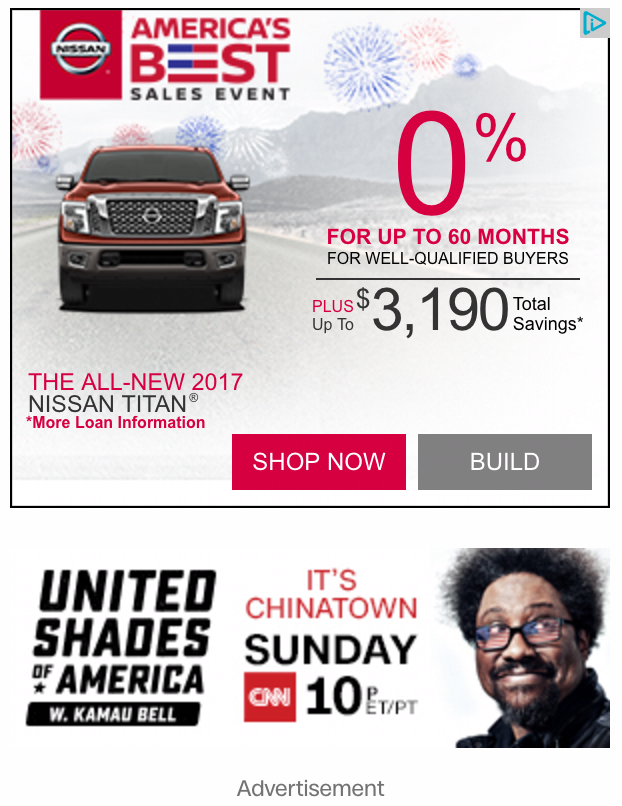 NISSAN
AMERICA'S
BEST
SALES EVENT
0%
FOR UP TO 60 MONTHS
FOR WELL-QUALIFIED BUYERS
PLUS
Up To
$3,190
Total
Savings*
THE ALL-NEW 2017
NISSAN TITAN®
*More Loan Information
SHOP NOW
BUILD
UNITED
SHADES
OF AMERICA
W. KAMAU BELL
IT'S
CHINATOWN
SUNDAY
CNN 10P
ET/PT
Advertisement